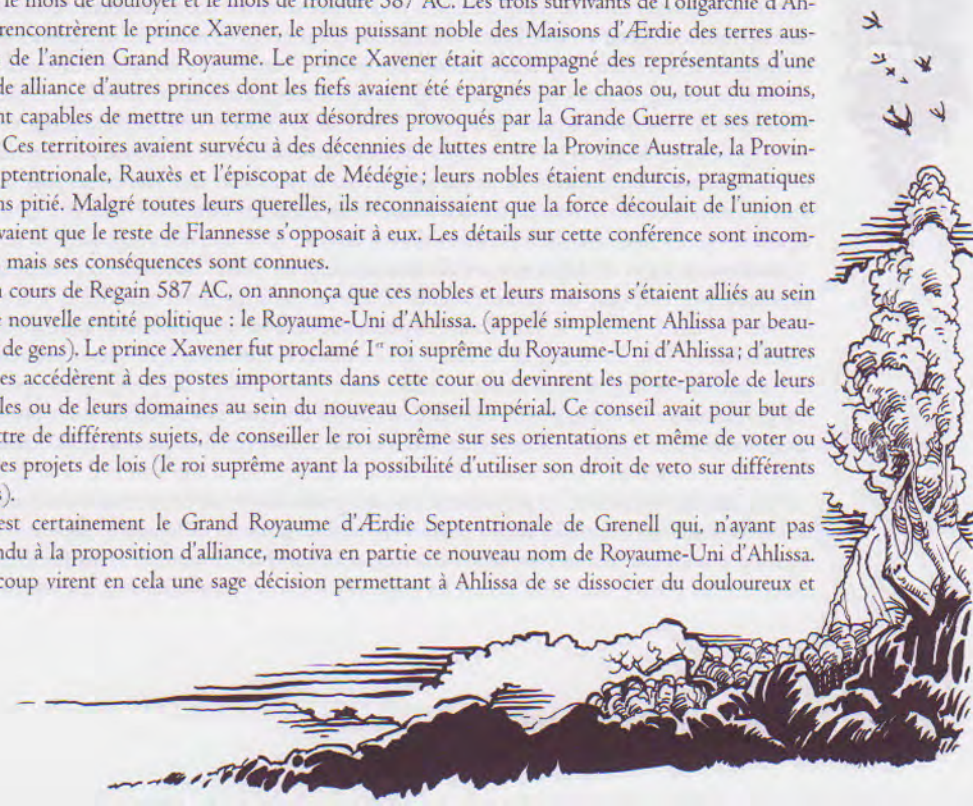 le mois de douloyer et le mois de froidure 587 AC. Les trois survivants de l'oligarchie d'Ah-
rencontrèrent le prince Xavener, le plus puissant noble des Maisons d'Ærdie des terres aus-
de l'ancien Grand Royaume. Le prince Xavener était accompagné des représentants d'une
de alliance d'autres princes dont les fiefs avaient été épargnés par le chaos ou, tout du moins,
nt capables de mettre un terme aux désordres provoqués par la Grande Guerre et ses retom-
Ces territoires avaient survécu à des décennies de luttes entre la Province Australe, la Provin-
ptentrionale, Rauxès et l'épiscopat de Médégie; leurs nobles étaient endurcis, pragmatiques
ns pitié. Malgré toutes leurs querelles, ils reconnaissaient que la force découlait de l'union et
vaient que le reste de Flannesse s'opposait à eux. Les détails sur cette conférence sont incom-
mais ses conséquences sont connues.
cours de Regain 587 AC, on annonça que ces nobles et leurs maisons s'étaient alliés au sein
nouvelle entité politique : le Royaume-Uni d'Ahlissa. (appelé simplement Ahlissa par beau-
de gens). Le prince Xavener fut proclamé Iᵉʳ roi suprême du Royaume-Uni d'Ahlissa; d'autres
es accédèrent à des postes importants dans cette cour ou devinrent les porte-parole de leurs
les ou de leurs domaines au sein du nouveau Conseil Impérial. Ce conseil avait pour but de
ttre de différents sujets, de conseiller le roi suprême sur ses orientations et même de voter ou
es projets de lois (le roi suprême ayant la possibilité d'utiliser son droit de veto sur différents
s).
est certainement le Grand Royaume d'Ærdie Septentrionale de Grenell qui, n'ayant pas
ndu à la proposition d'alliance, motiva en partie ce nouveau nom de Royaume-Uni d'Ahlissa.
coup virent en cela une sage décision permettant à Ahlissa de se dissocier du douloureux et